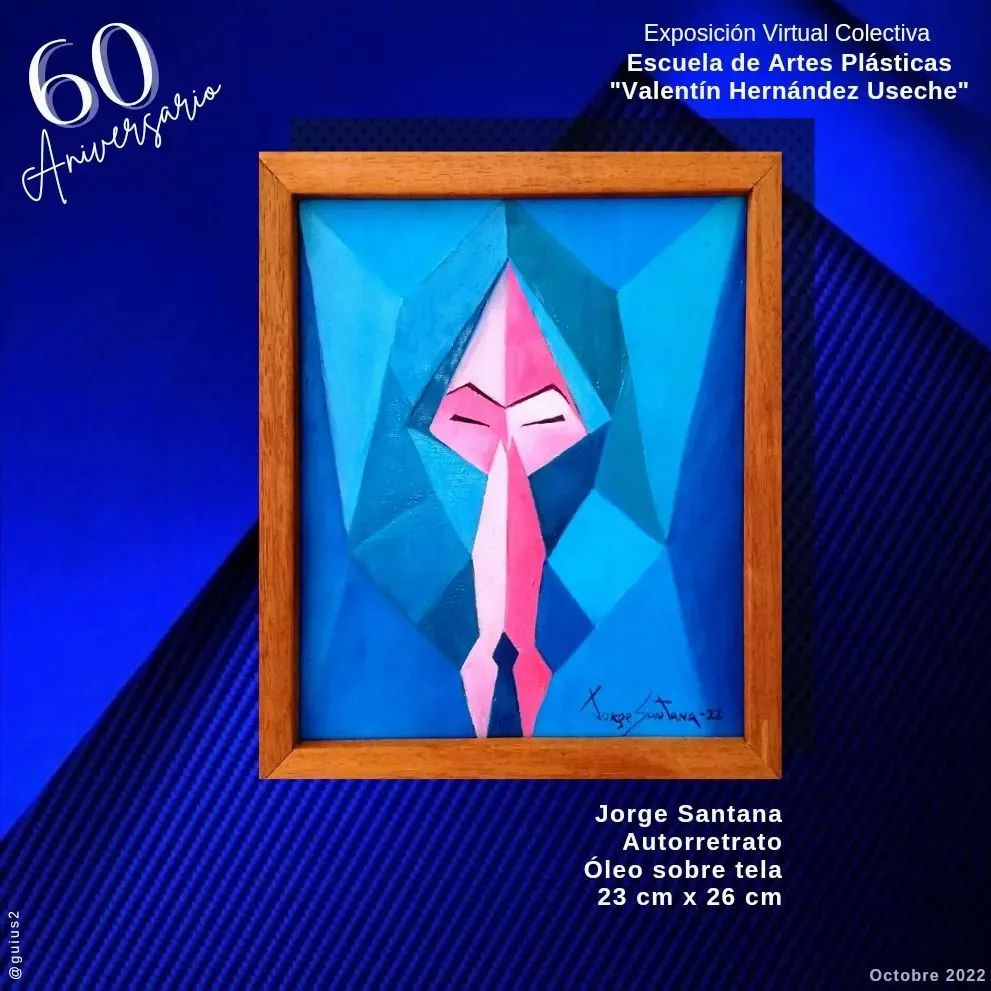 60
Aniversario
Exposición Virtual Colectiva
Escuela de Artes Plásticas
"Valentín Hernández Useche"
Jorge Santana -22
Jorge Santana
Autorretrato
Óleo sobre tela
23 cm x 26 cm
@guius2
Octobre 2022